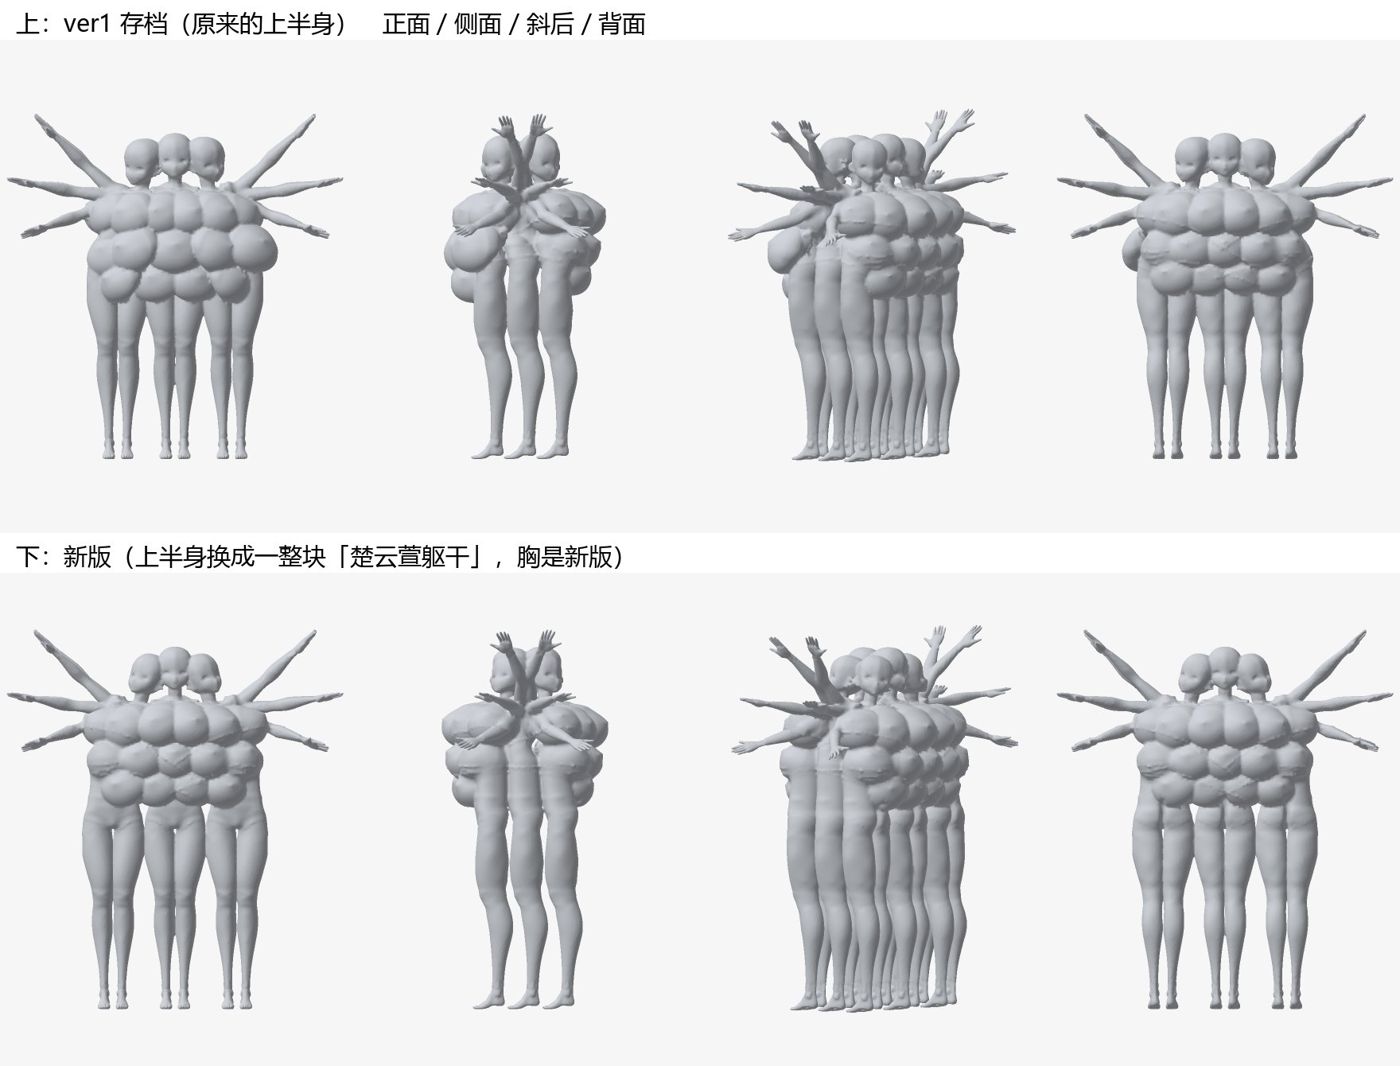 上：ver1 存档（原来的上半身） 正面 / 侧面 / 斜后 / 背面
下：新版（上半身换成一整块「楚云萱躯干」，胸是新版）